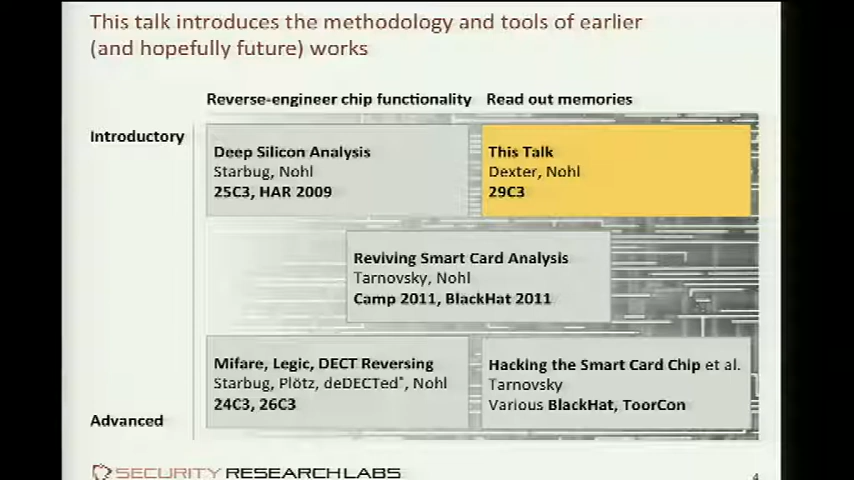 This talk introduces the methodology and tools of earlier
(and hopefully future) works
Reverse-engineer chip functionality
Read out memories
Introductory
Deep Silicon Analysis
Starbug, Nohl
25C3, HAR 2009
This Talk
Dexter, Nohl
29C3
Reviving Smart Card Analysis
Tarnovsky, Nohl
Camp 2011, BlackHat 2011
Mifare, Legic, DECT Reversing
Starbug, Plötz, deDECTed*, Nohl
24C3, 26C3
Hacking the Smart Card Chip et al.
Tarnovsky
Various BlackHat, ToorCon
Advanced
SECURITY RESEARCH LABS
4